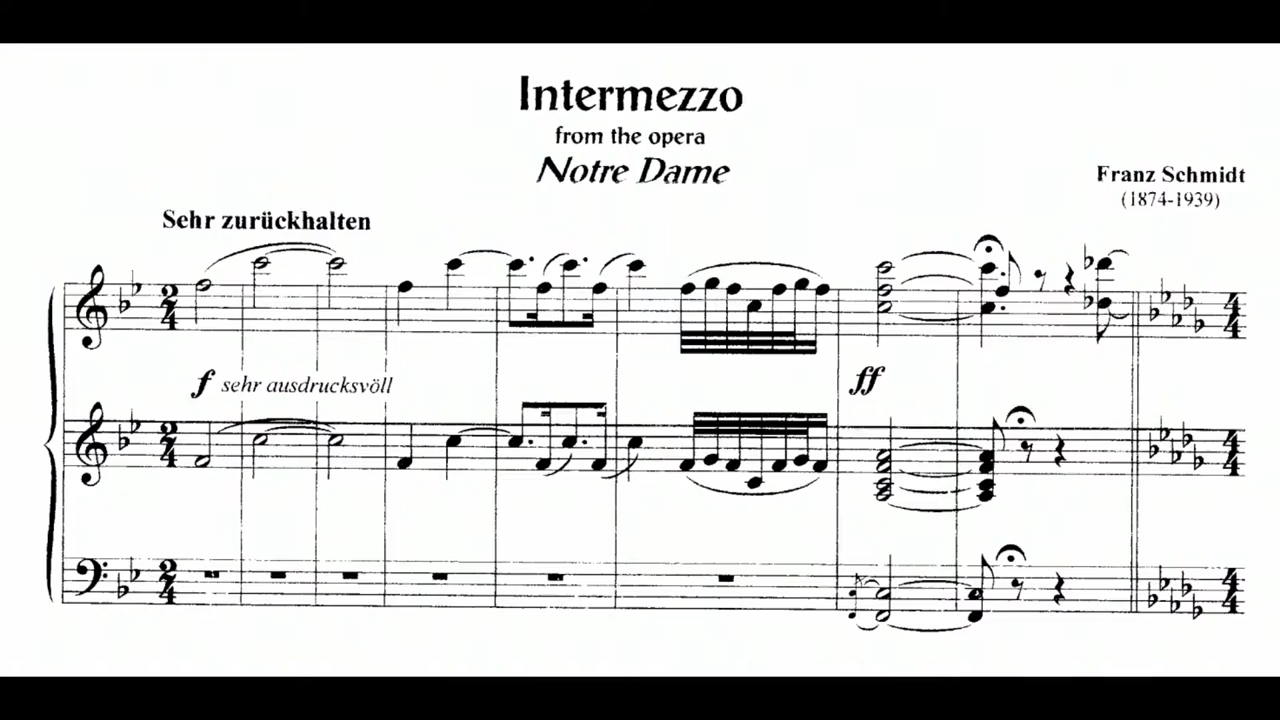 Intermezzo
from the opera
Notre Dame
Franz Schmidt
(1874-1939)
Sehr zurückhalten
f sehr ausdrucksvöll
ff